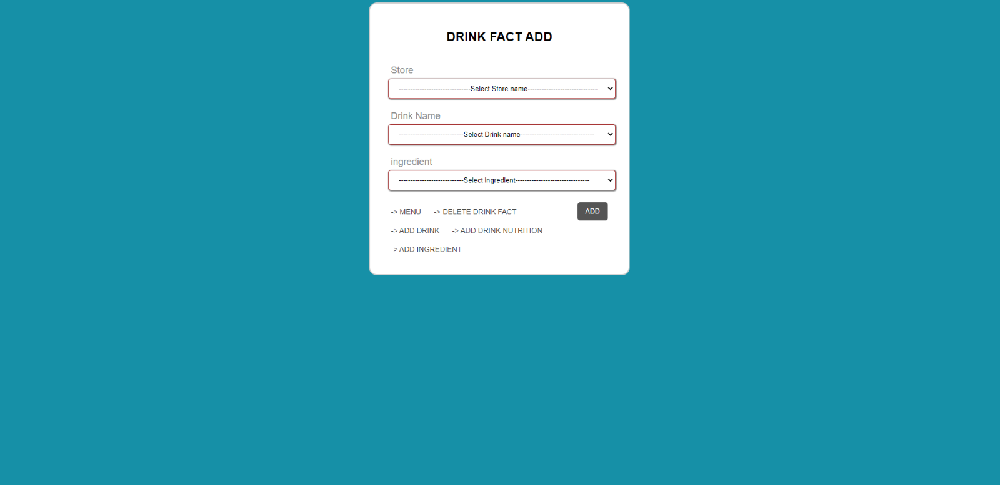 DRINK FACT ADD
Store
-------------------------------Select Store name-------------------------------
Drink Name
----------------------------Select Drink name--------------------------------
ingredient
----------------------------Select ingredient--------------------------------
-> MENU -> DELETE DRINK FACT ADD
-> ADD DRINK -> ADD DRINK NUTRITION
-> ADD INGREDIENT